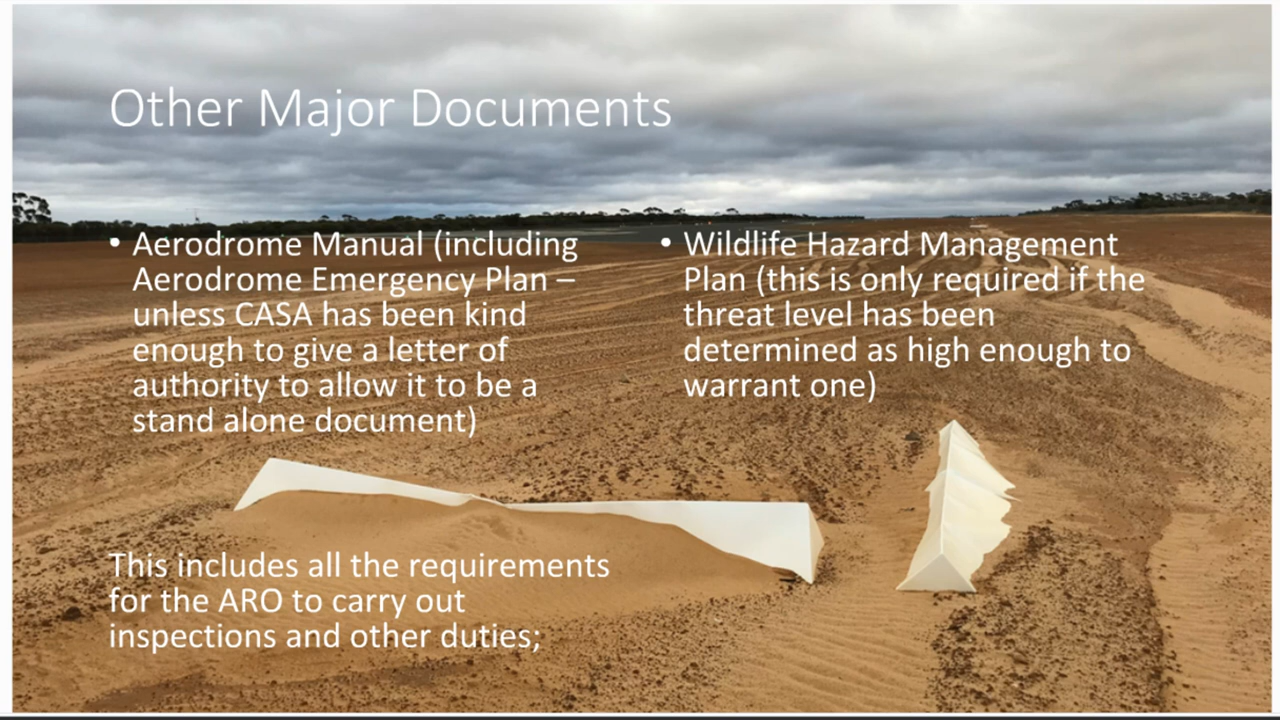 Other Major Documents
• Aerodrome Manual (including
Aerodrome Emergency Plan –
unless CASA has been kind
enough to give a letter of
authority to allow it to be a
stand alone document)
• Wildlife Hazard Management
Plan (this is only required if the
threat level has been
determined as high enough to
warrant one)
This includes all the requirements
for the ARO to carry out
inspections and other duties;